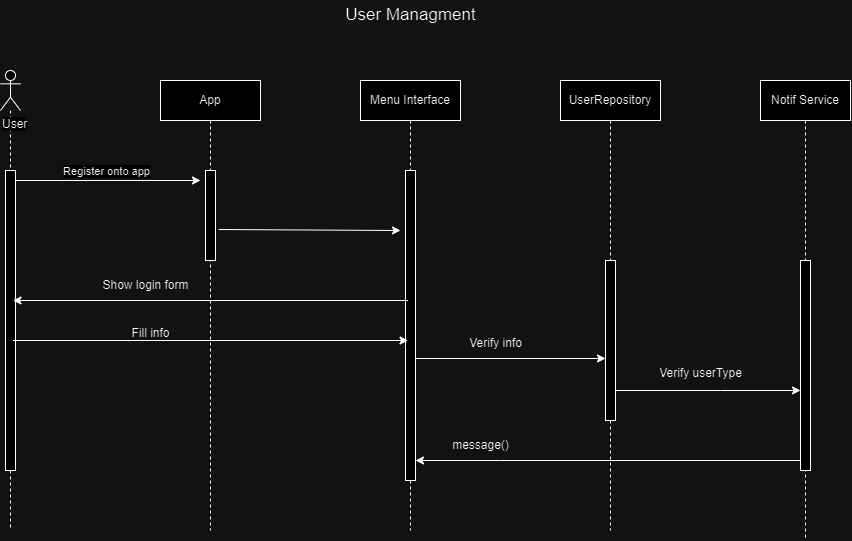 User Managment
User
App
Menu Interface
UserRepository
Notif Service
Register onto app
Show login form
Fill info
Verify info
Verify userType
message()